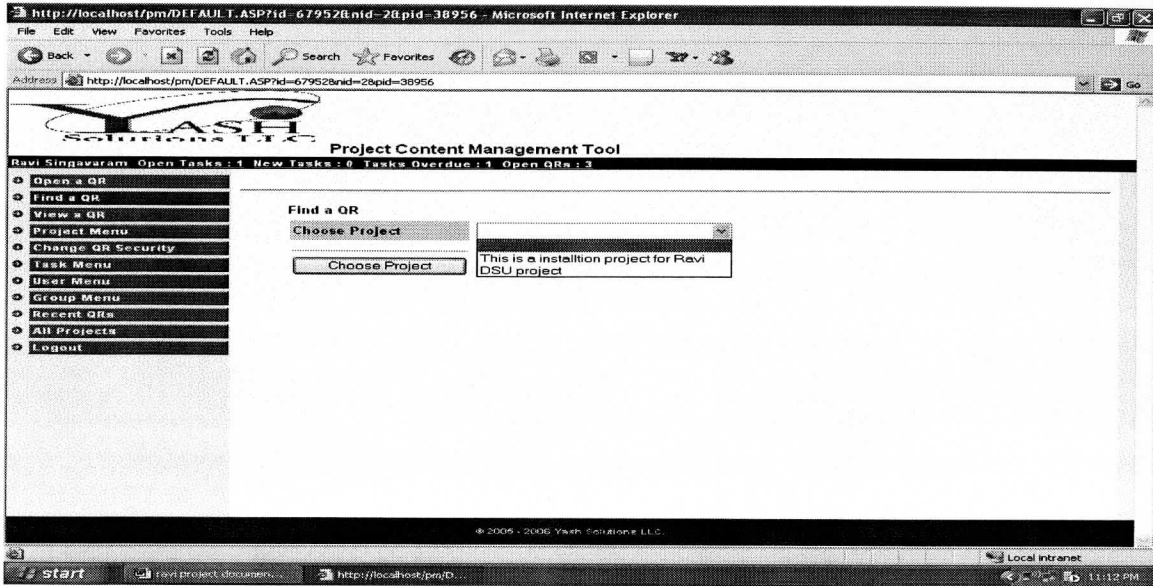 http://localhost/pm/DEFAULT.ASP?id=67952&nid=2&pid=38956 - Microsoft Internet Explorer
File Edit View Favorites Tools Help
Back Search Favorites
Address http://localhost/pm/DEFAULT.ASP?id=67952&nid=2&pid=38956 Go
YASH
Solutions LLC
Project Content Management Tool
Ravi Singavaram Open Tasks : 1 New Tasks : 0 Tasks Overdue : 1 Open QRs : 3
Open a QR
Find a QR
View a QR
Project Menu
Change QR Security
Task Menu
User Menu
Group Menu
Recent QRs
All Projects
Logout
Find a QR
Choose Project
This is a installtion project for Ravi
DSU project
Choose Project
© 2005 - 2006 Yash Solutions LLC.
Local intranet
start ravi project documen... http://localhost/pm/D... 11:12 PM